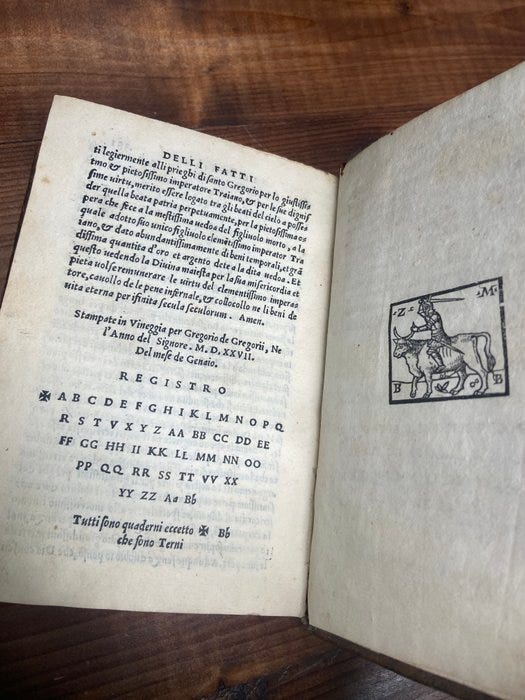 DELLI FATTI
ti legiermente alli prieghi di santo Gregorio per lo giustissi
tmo & pietosissimo imperatore Traiano, & per le sue dignis
sime virtu, merito essere logato tra gli beati del cielo a posse
der quella beata patria perpetuamente, per la pietosissima os
pera che fece a la mestissima uedoa del figliuolo morto, a la
quale adotto suo unico figliuolo clemetissimo imperator Tra
iano, & dato abundantissimamente di beni temporali, et grã
dissima quantita d'oro et argento dete a la dita uedoa. Et
questo uedendo la Diuina maiesta per la sua misericordia et
pieta uolse remunerare le uirtu del clementissimo impera
tore, cauollo de le pene infernale, & collocollo ne li beni de
uita eterna per ifinita secula seculorum. Amen.
Stampate in Vineggia per Gregorio de Gregorii, Ne
l'Anno del Signore. M. D. XXVII.
Del mese de Genaio.
REGISTRO
✠ A B C D E F G H I K L M N O P Q
R S T V X Y Z AA BB CC DD EE
FF GG HH II KK LL MM NN OO
PP QQ RR SS TT VV XX
YY ZZ Aa Bb
Tutti sono quaderni eccetto ✠ Bb
che sono Terni
·Z· ·M·
B B